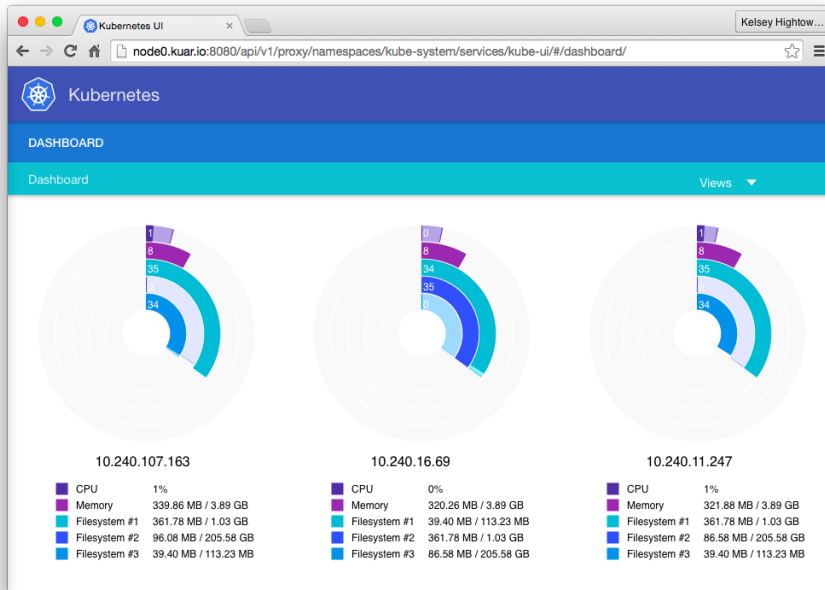 Kubernetes UI
Kelsey Hightow...
node0.kuar.io:8080/api/v1/proxy/namespaces/kube-system/services/kube-ui/#/dashboard/
Kubernetes
DASHBOARD
Dashboard
Views
1
8
35
0
34
0
8
34
35
0
1
8
35
0
34
10.240.107.163
10.240.16.69
10.240.11.247
CPU 1%
Memory 339.86 MB / 3.89 GB
Filesystem #1 361.78 MB / 1.03 GB
Filesystem #2 96.08 MB / 205.58 GB
Filesystem #3 39.40 MB / 113.23 MB
CPU 0%
Memory 320.26 MB / 3.89 GB
Filesystem #1 39.40 MB / 113.23 MB
Filesystem #2 361.78 MB / 1.03 GB
Filesystem #3 86.58 MB / 205.58 GB
CPU 1%
Memory 321.88 MB / 3.89 GB
Filesystem #1 361.78 MB / 1.03 GB
Filesystem #2 86.58 MB / 205.58 GB
Filesystem #3 39.40 MB / 113.23 MB